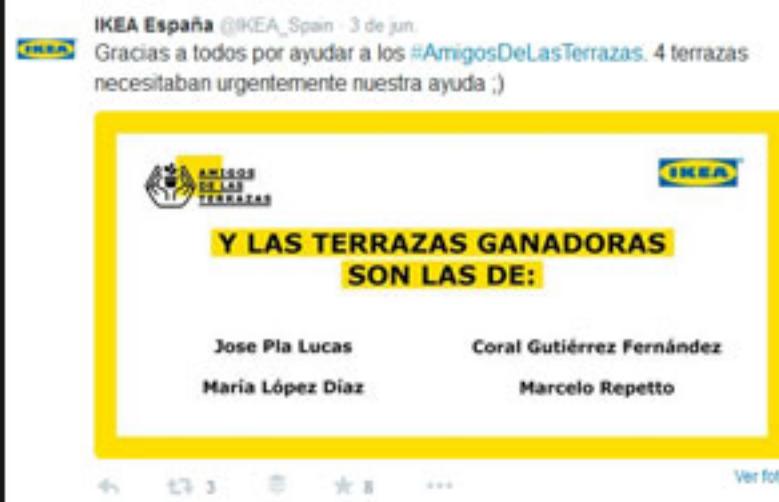 IKEA España @IKEA_Spain · 3 de jun.
IKEA
Gracias a todos por ayudar a los #AmigosDeLasTerrazas. 4 terrazas
necesitaban urgentemente nuestra ayuda ;)
AMIGOS
DE LAS
TERRAZAS
IKEA
Y LAS TERRAZAS GANADORAS
SON LAS DE:
Jose Pla Lucas Coral Gutiérrez Fernández
María López Díaz Marcelo Repetto
3 8 ••• Ver fot